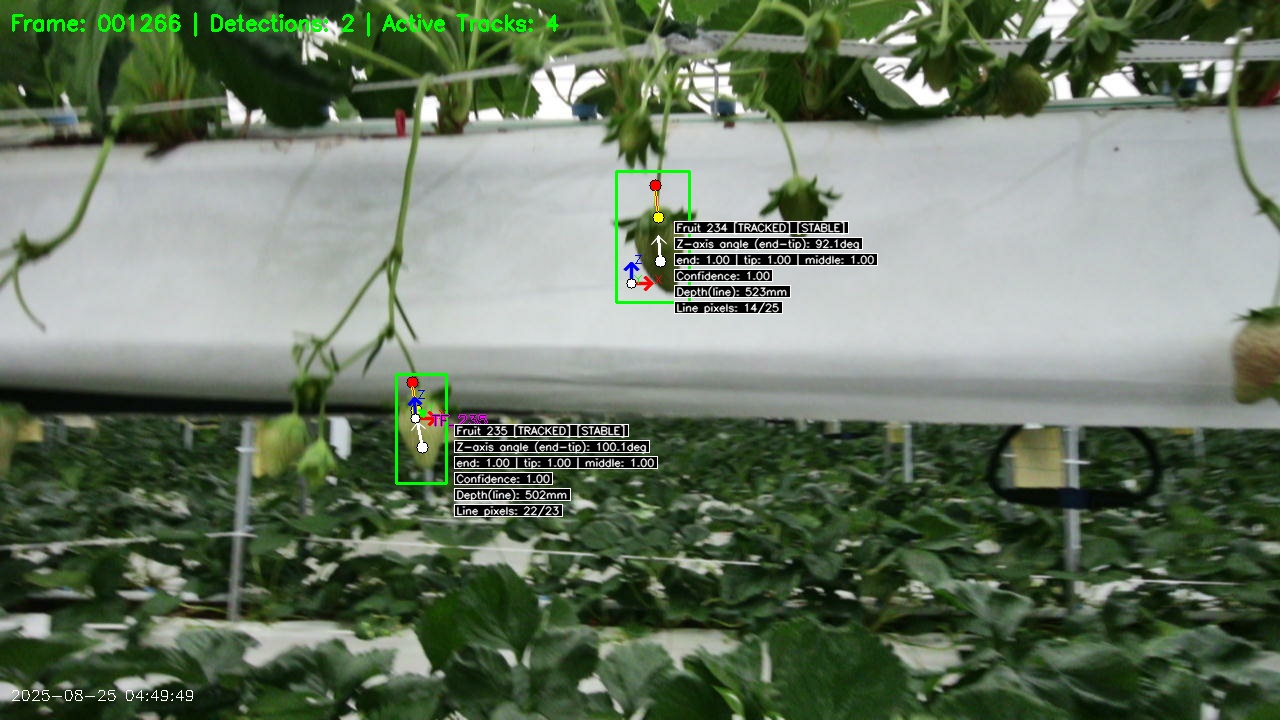 Frame: 001266 | Detections: 2 | Active Tracks: 4
Fruit 234 [TRACKED] [STABLE]
Z-axis angle (end-tip): 92.1deg
end: 1.00 | tip: 1.00 | middle: 1.00
Confidence: 1.00
Depth(line): 523mm
Line pixels: 14/25
Z
Z
TF_235
Fruit 235 [TRACKED] [STABLE]
Z-axis angle (end-tip): 100.1deg
end: 1.00 | tip: 1.00 | middle: 1.00
Confidence: 1.00
Depth(line): 502mm
Line pixels: 22/23
2025-08-25 04:49:49